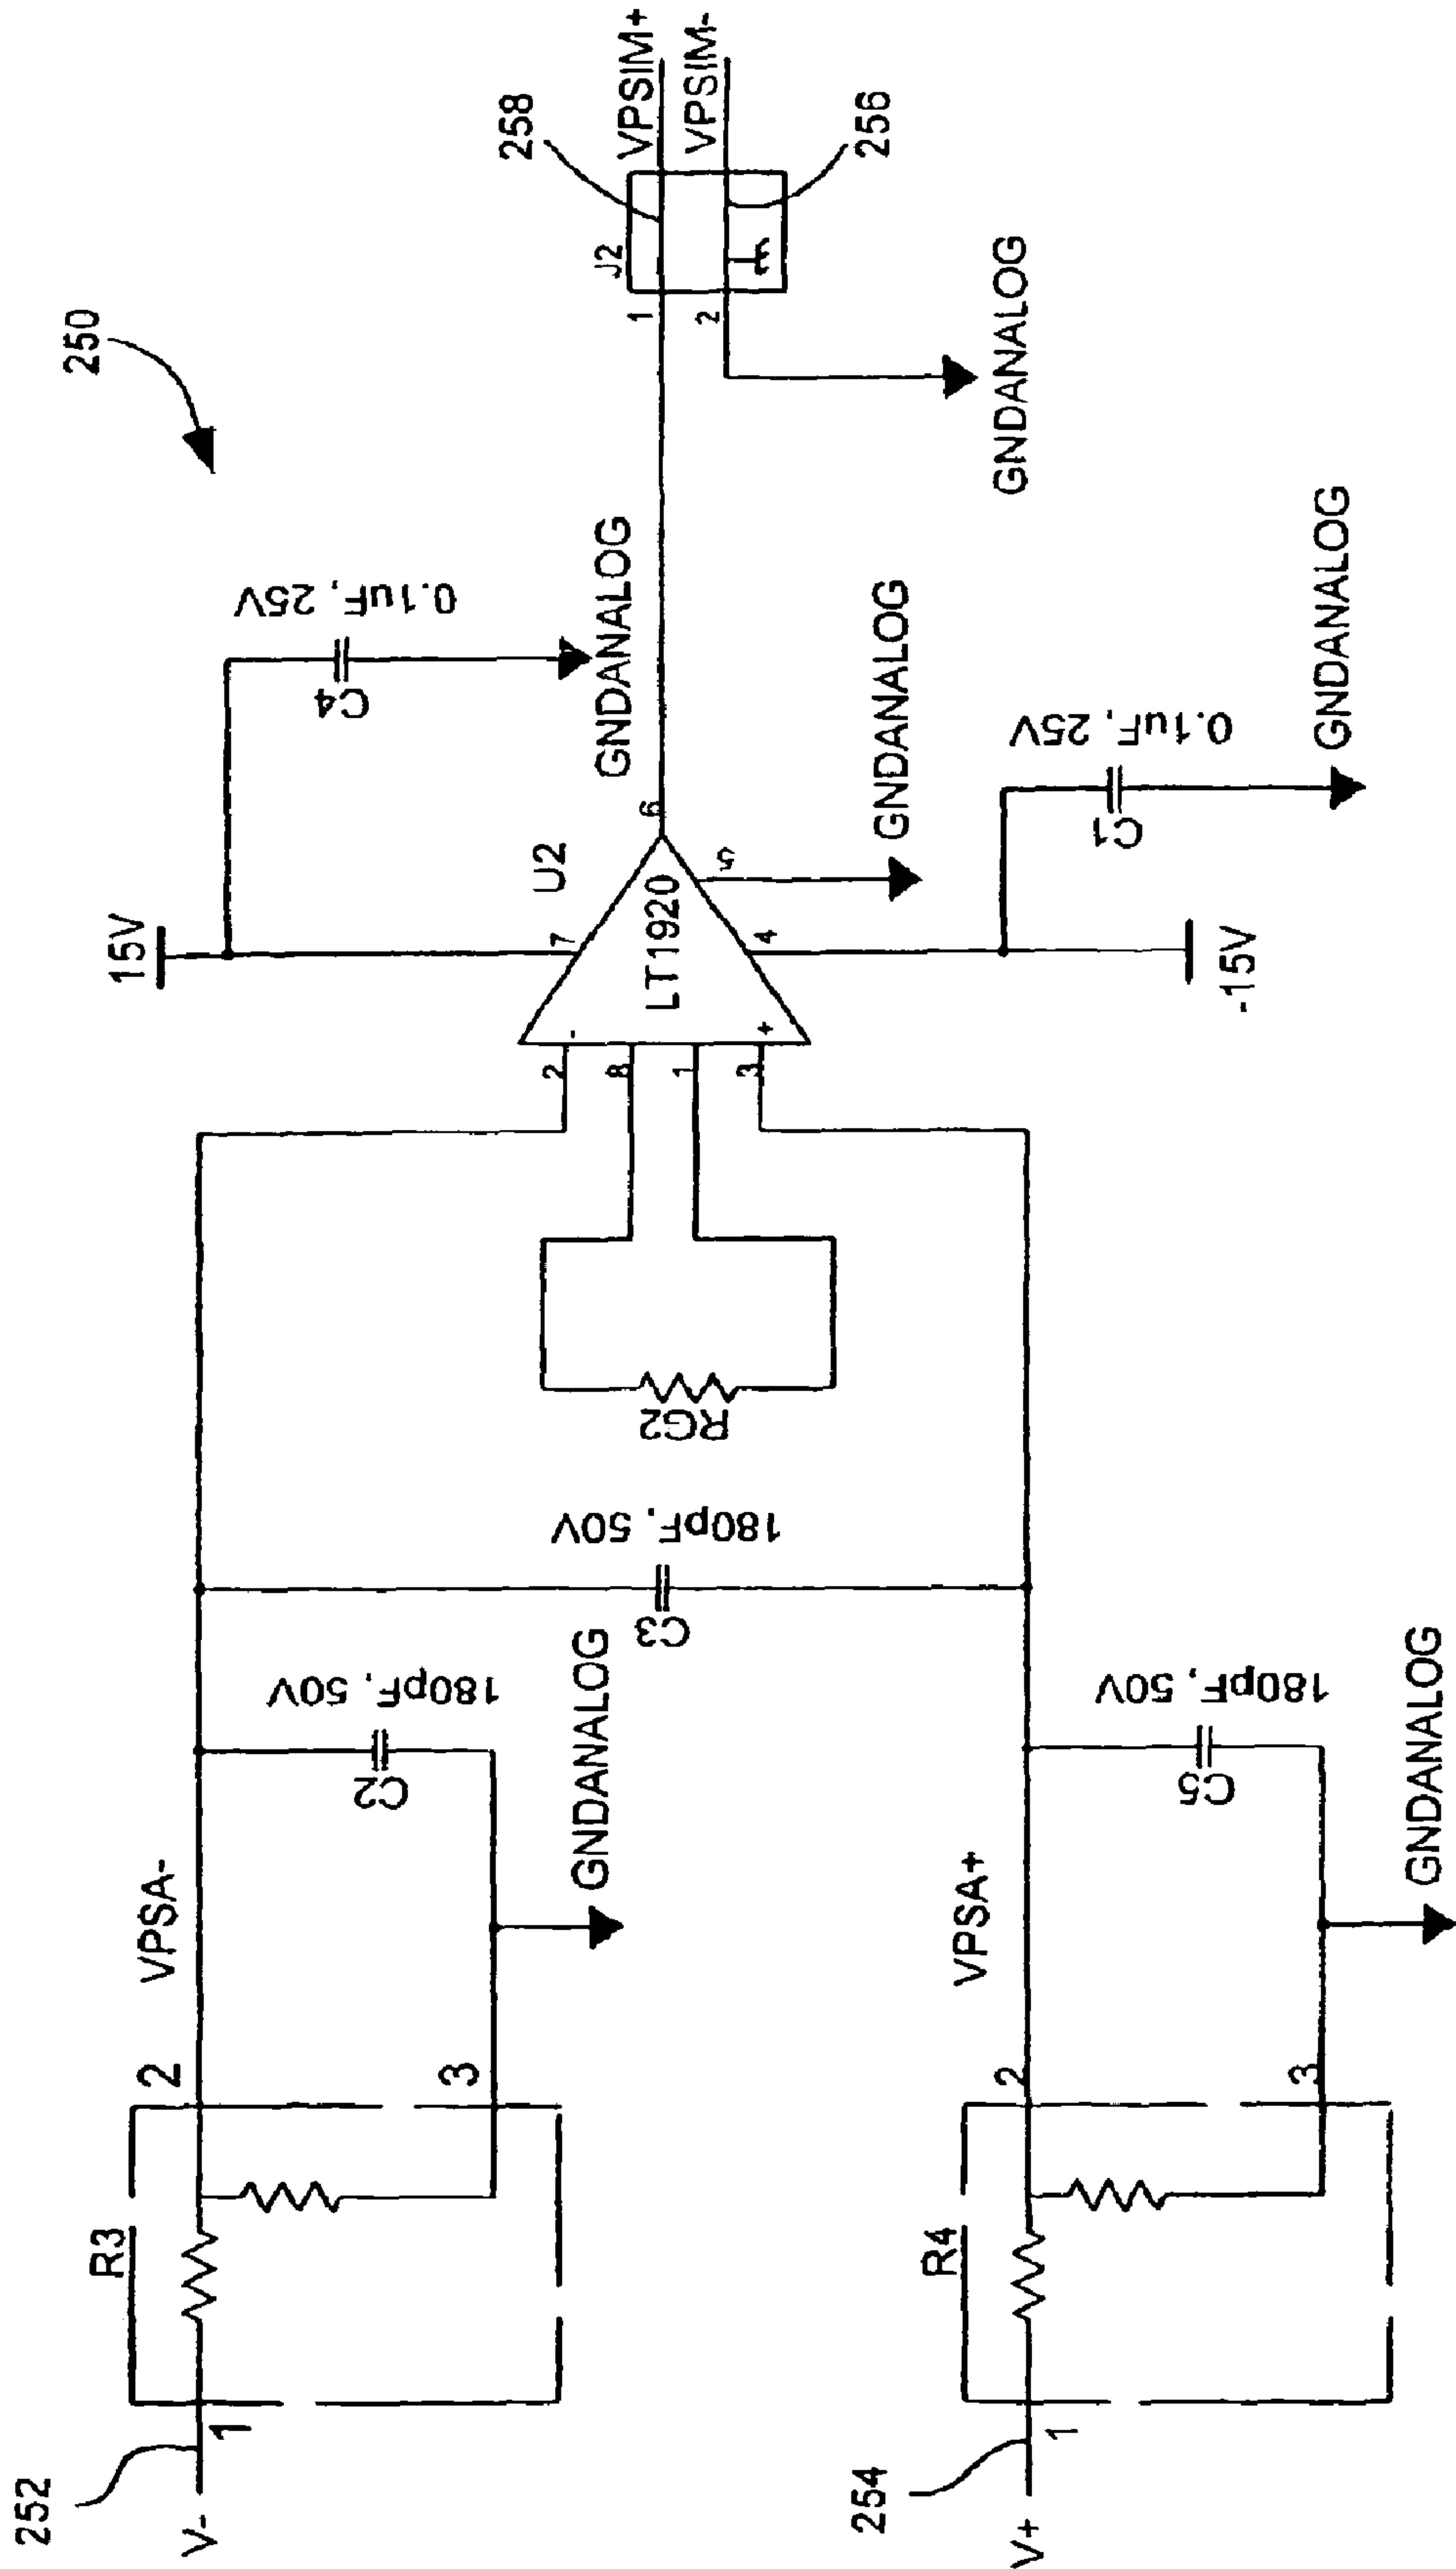 250
252
V-
1
R3
2
3
VPSA-
C2
180pF, 50V
GNDANALOG
C3
180pF, 50V
254
V+
1
R4
2
3
VPSA+
C5
180pF, 50V
GNDANALOG
RG2
2
8
1
3
-
+
LT1920
U2
7
6
5
4
15V
C4
0.1uF, 25V
GNDANALOG
GNDANALOG
-15V
C1
0.1uF, 25V
GNDANALOG
J2
1
2
GNDANALOG
258
VPSIM+
VPSIM-
256